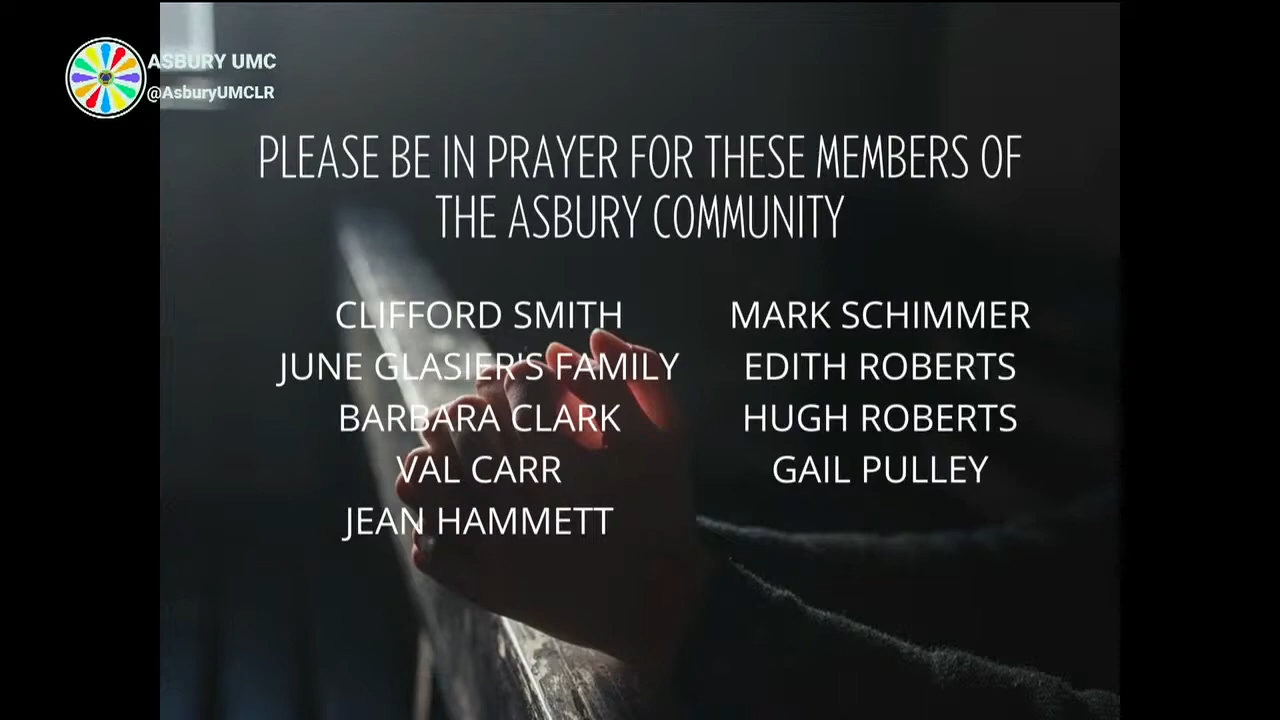 ASBURY UMC
@AsburyUMCLR
PLEASE BE IN PRAYER FOR THESE MEMBERS OF
THE ASBURY COMMUNITY
CLIFFORD SMITH
JUNE GLASIER'S FAMILY
BARBARA CLARK
VAL CARR
JEAN HAMMETT
MARK SCHIMMER
EDITH ROBERTS
HUGH ROBERTS
GAIL PULLEY